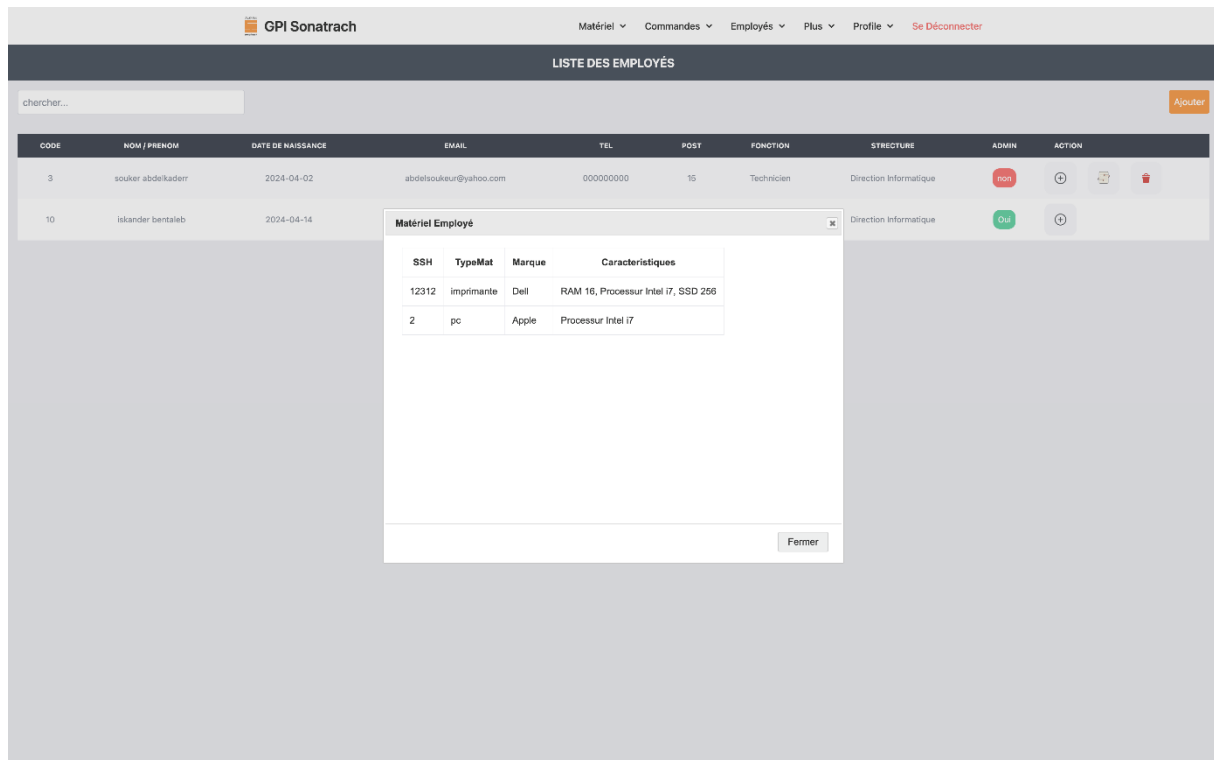 GPI Sonatrach Matériel Commandes Employés Plus Profile Se Déconnecter
LISTE DES EMPLOYÉS
chercher... Ajouter
CODE NOM / PRENOM DATE DE NAISSANCE EMAIL TEL POST FONCTION STRECTURE ADMIN ACTION
3 souker abdelkaderr 2024-04-02 abdelsoukeur@yahoo.com 000000000 15 Technicien Direction Informatique non
10 iskander bentaleb 2024-04-14 Direction Informatique Oui
Matériel Employé
SSH TypeMat Marque Caracteristiques
12312 imprimante Dell RAM 16, Processur Intel i7, SSD 256
2 pc Apple Processur Intel i7
Fermer